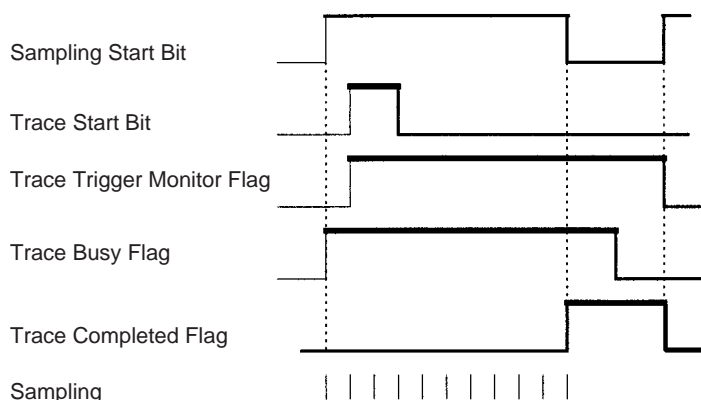 Sampling Start Bit
Trace Start Bit
Trace Trigger Monitor Flag
Trace Busy Flag
Trace Completed Flag
Sampling